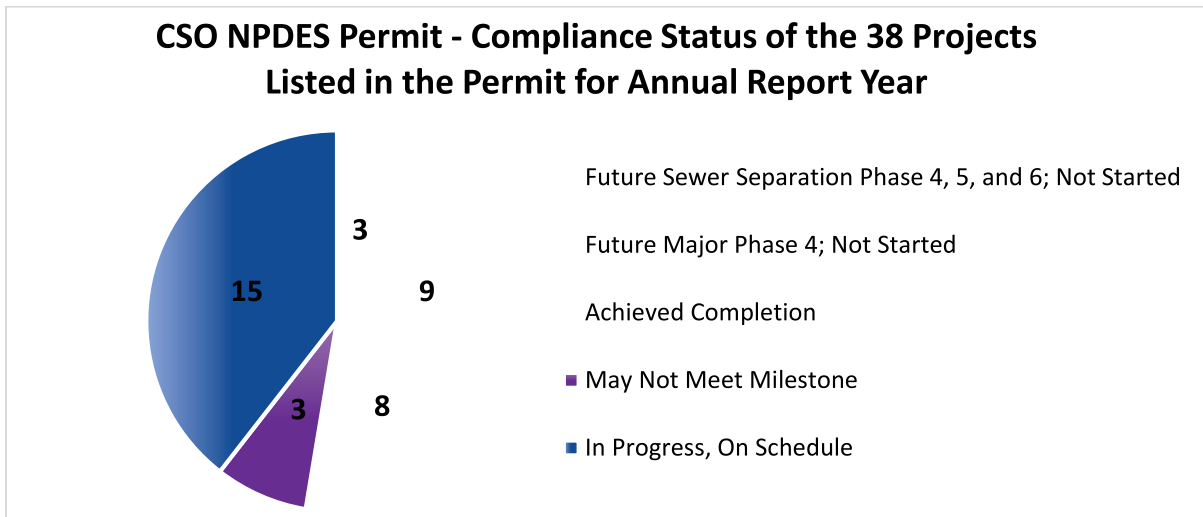 CSO NPDES Permit - Compliance Status of the 38 Projects
Listed in the Permit for Annual Report Year
3
9
15
8
3
Future Sewer Separation Phase 4, 5, and 6; Not Started
Future Major Phase 4; Not Started
Achieved Completion
May Not Meet Milestone
In Progress, On Schedule